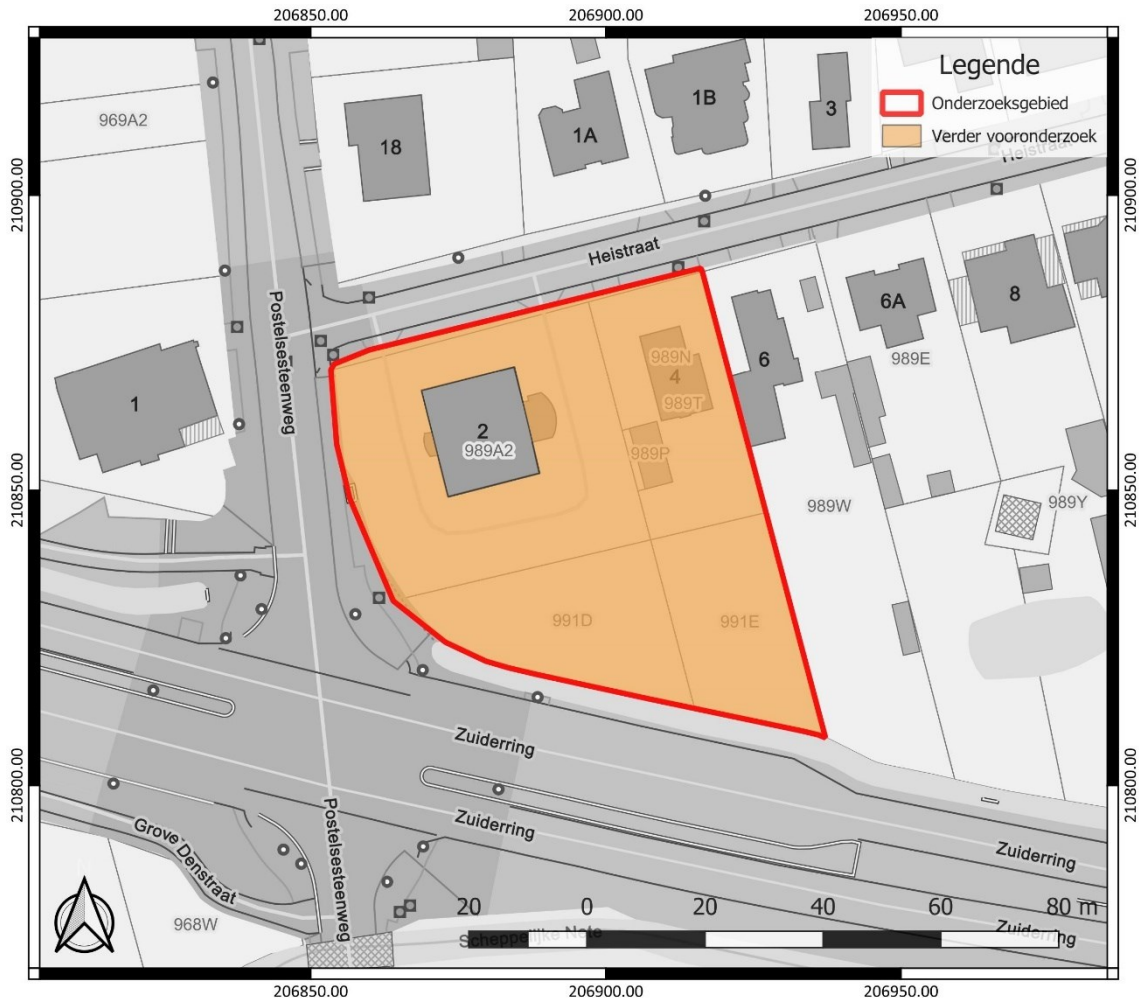 206850.00 206900.00 206950.00
Legende
Onderzoeksgebied
Verder vooronderzoek
969A2
18
1A
1B
3
210900.00
210900.00
Heistraat
Heistraat
Postelsesteenweg
1
2
989A2
989N
4
989T
989P
6
6A
989E
8
989W
989Y
210850.00
210850.00
991D
991E
Zuiderring
Zuiderring
Zuiderring
Zuiderring
210800.00
210800.00
Grove Denstraat
Postelsesteenweg
968W
20 0 20 40 60 80 m
Scheppelijke Note
206850.00 206900.00 206950.00